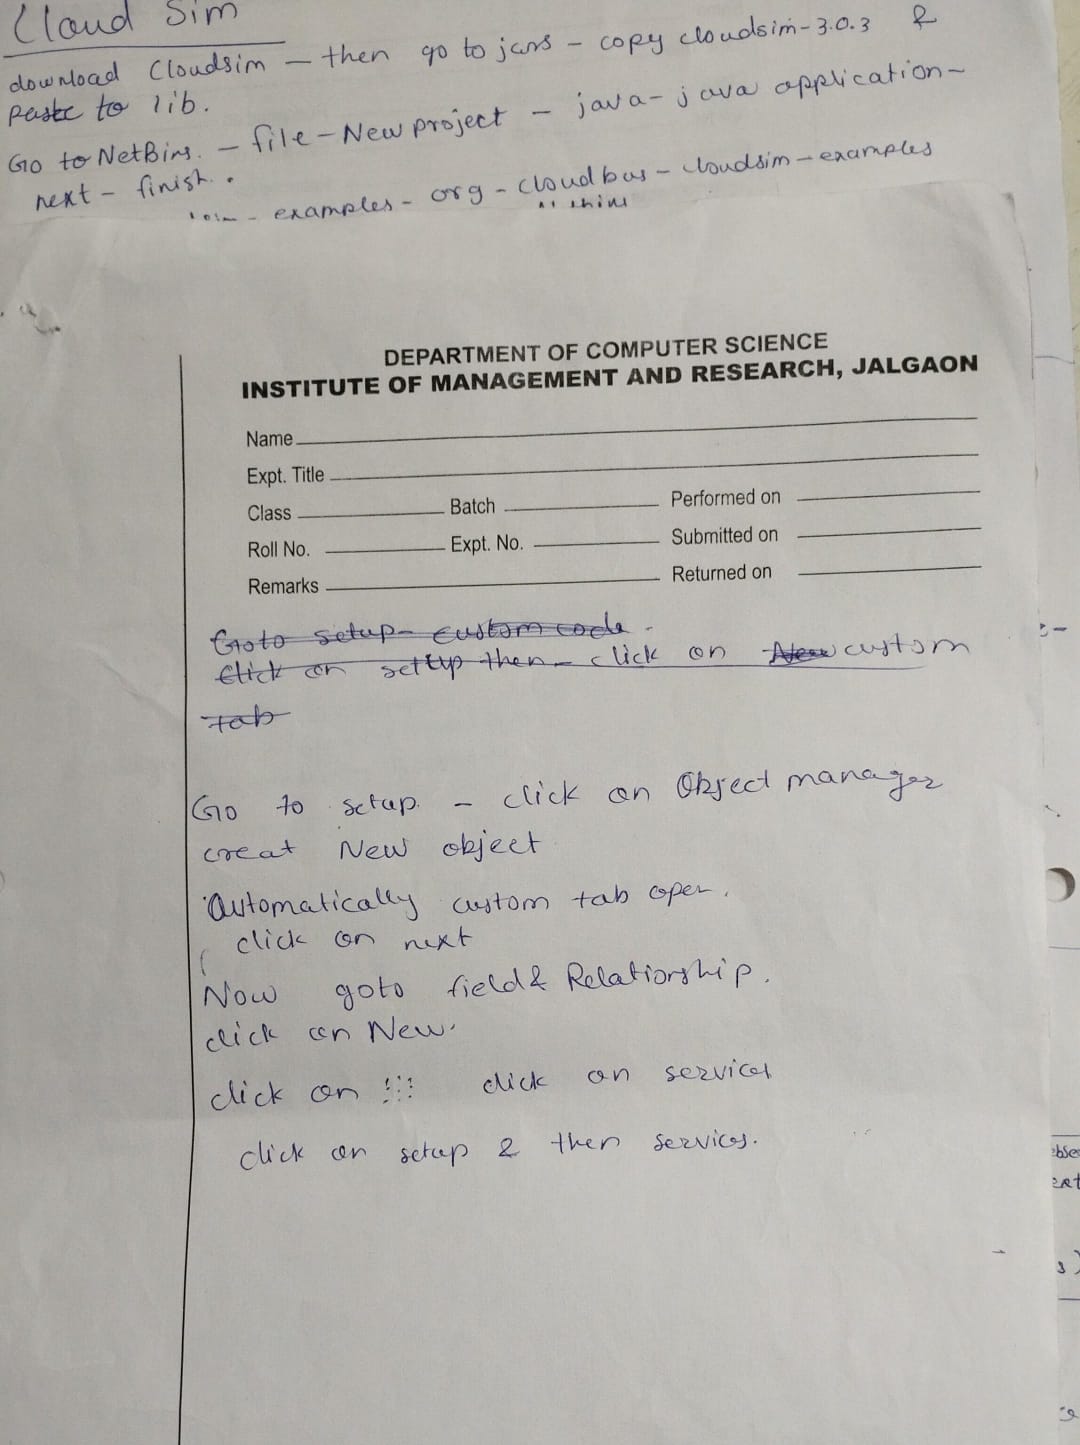 Cloud Sim
download Cloudsim — then go to jars - copy cloudsim-3.0.3 &
paste to lib.
Go to NetBins. — file - New project - java - java application -
next - finish.
examples - org - cloudbus - cloudsim - examples
DEPARTMENT OF COMPUTER SCIENCE
INSTITUTE OF MANAGEMENT AND RESEARCH, JALGAON
Name
Expt. Title
Class Batch Performed on
Roll No. Expt. No. Submitted on
Remarks Returned on
Goto setup - custom code -
Click on settyp then - click on New custom
tab
Go to setup. - click on Object manager
creat New object
Automatically custom tab open.
click on next
Now goto field & Relationship.
click on New.
click on ⋮⋮⋮ click on services
click on setup & then services.